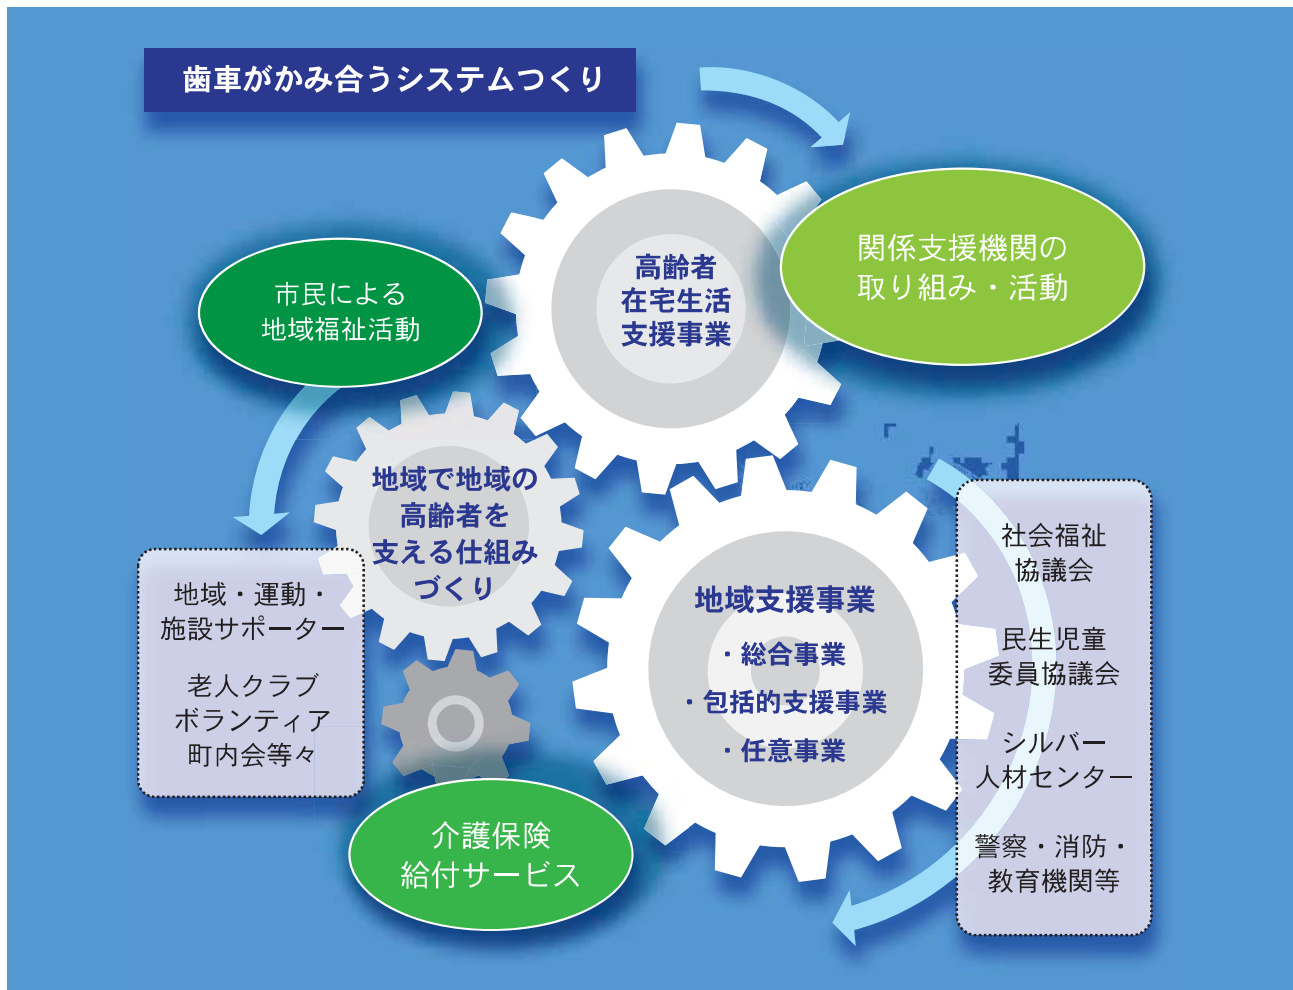 歯車がかみ合うシステムつくり
高齢者
在宅生活
支援事業
関係支援機関の
取り組み・活動
市民による
地域福祉活動
地域で地域の
高齢者を
支える仕組み
づくり
地域・運動・
施設サポーター
老人クラブ
ボランティア
町内会等々
介護保険
給付サービス
地域支援事業
・総合事業
・包括的支援事業
・任意事業
社会福祉
協議会
民生児童
委員協議会
シルバー
人材センター
警察・消防・
教育機関等